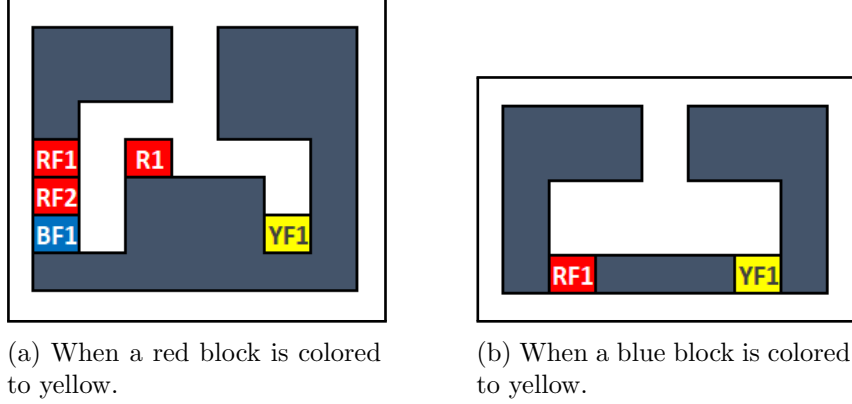 RF1 R1
RF2
BF1 YF1
(a) When a red block is colored
to yellow.
RF1 YF1
(b) When a blue block is colored
to yellow.